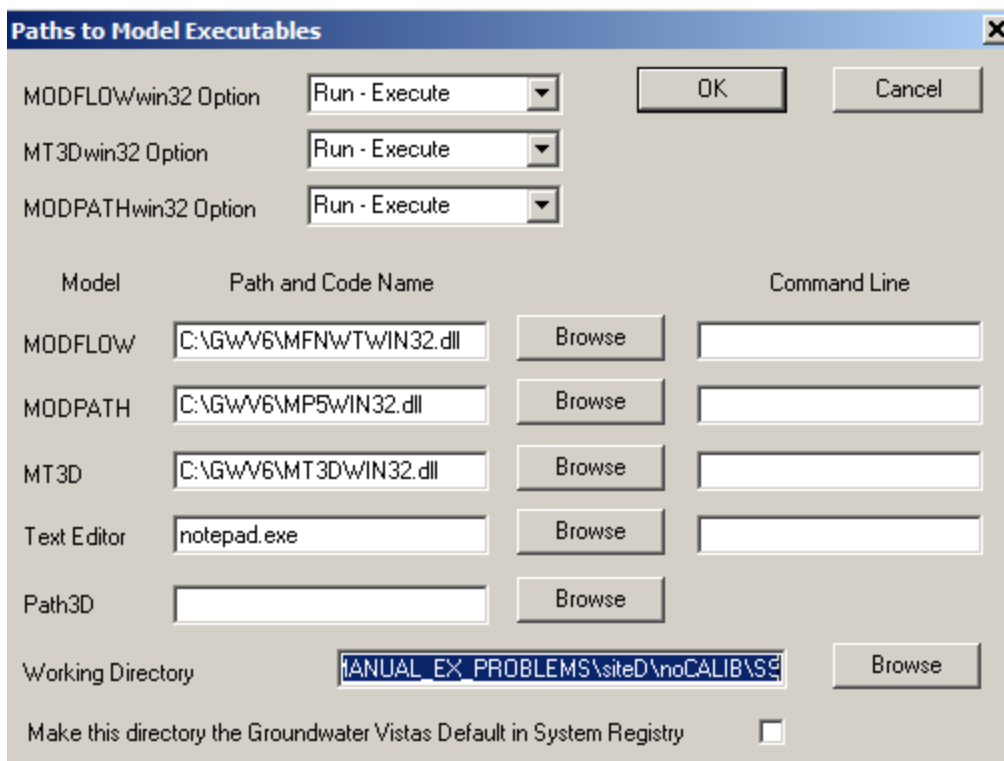 Paths to Model Executables
MODFLOWwin32 Option Run - Execute OK Cancel
MT3Dwin32 Option Run - Execute
MODPATHwin32 Option Run - Execute
Model Path and Code Name Command Line
MODFLOW C:\GWV6\MFNWTWIN32.dll Browse
MODPATH C:\GWV6\MP5WIN32.dll Browse
MT3D C:\GWV6\MT3DWIN32.dll Browse
Text Editor notepad.exe Browse
Path3D Browse
Working Directory MANUAL_EX_PROBLEMS\siteD\noCALIB\SS Browse
Make this directory the Groundwater Vistas Default in System Registry